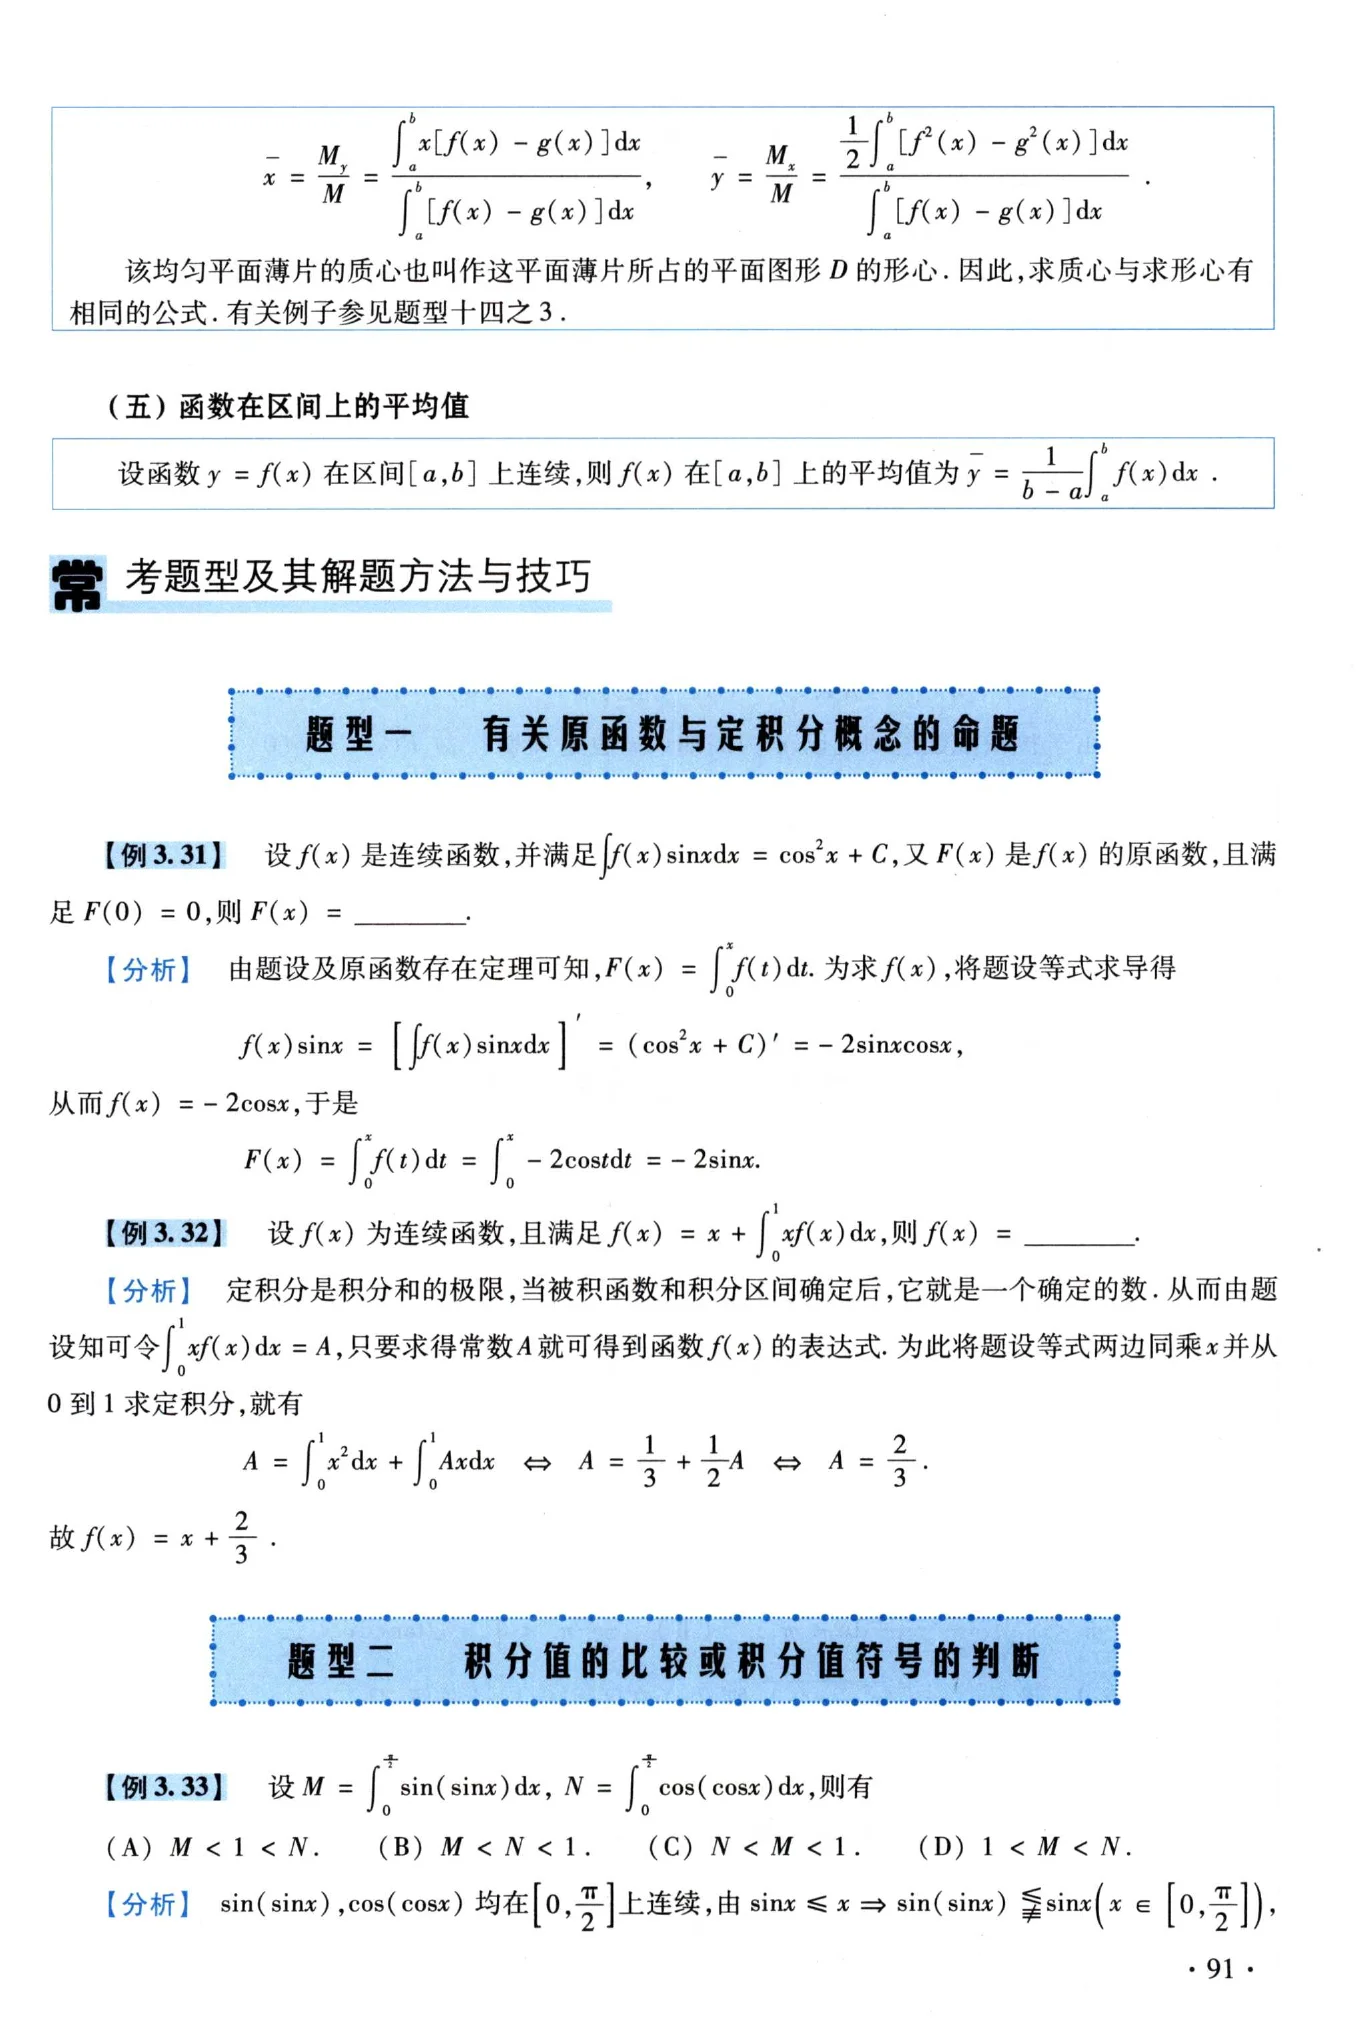 $\bar{x} = \dfrac{M_y}{M} = \dfrac{\int_a^b x[f(x) - g(x)]dx}{\int_a^b [f(x) - g(x)]dx}$, $\bar{y} = \dfrac{M_x}{M} = \dfrac{\frac{1}{2}\int_a^b [f^2(x) - g^2(x)]dx}{\int_a^b [f(x) - g(x)]dx}$.
该均匀平面薄片的质心也叫作这平面薄片所占的平面图形 D 的形心. 因此,求质心与求形心有
相同的公式. 有关例子参见题型十四之 3.
(五) 函数在区间上的平均值
设函数 $y = f(x)$ 在区间$[a,b]$ 上连续,则 $f(x)$ 在$[a,b]$ 上的平均值为 $\bar{y} = \dfrac{1}{b-a}\int_a^b f(x)dx$.
常考题型及其解题方法与技巧
题型一 有关原函数与定积分概念的命题
【例 3.31】 设 $f(x)$ 是连续函数,并满足$\int f(x)\sin xdx = \cos^2 x + C$,又 $F(x)$ 是$f(x)$ 的原函数,且满
足 $F(0) = 0$,则 $F(x) =$ ________.
【分析】 由题设及原函数存在定理可知,$F(x) = \int_0^x f(t)dt$. 为求$f(x)$,将题设等式求导得
$f(x)\sin x = \left[\int f(x)\sin xdx\right]' = (\cos^2 x + C)' = -2\sin x\cos x$,
从而$f(x) = -2\cos x$,于是
$F(x) = \int_0^x f(t)dt = \int_0^x -2\cos tdt = -2\sin x$.
【例 3.32】 设 $f(x)$ 为连续函数,且满足 $f(x) = x + \int_0^1 xf(x)dx$,则 $f(x) =$ ________.
【分析】 定积分是积分和的极限,当被积函数和积分区间确定后,它就是一个确定的数. 从而由题
设知可令$\int_0^1 xf(x)dx = A$,只要求得常数$A$就可得到函数$f(x)$ 的表达式. 为此将题设等式两边同乘$x$并从
0 到 1 求定积分,就有
$A = \int_0^1 x^2dx + \int_0^1 Axdx \Leftrightarrow A = \dfrac{1}{3} + \dfrac{1}{2}A \Leftrightarrow A = \dfrac{2}{3}$.
故 $f(x) = x + \dfrac{2}{3}$.
题型二 积分值的比较或积分值符号的判断
【例 3.33】 设 $M = \int_0^{\frac{\pi}{2}} \sin(\sin x)dx$, $N = \int_0^{\frac{\pi}{2}} \cos(\cos x)dx$,则有
(A) $M < 1 < N$. (B) $M < N < 1$. (C) $N < M < 1$. (D) $1 < M < N$.
【分析】 $\sin(\sin x)$,$\cos(\cos x)$ 均在$\left[0,\dfrac{\pi}{2}\right]$上连续,由 $\sin x \leqslant x \Rightarrow \sin(\sin x) \underset{\not\equiv}{\leqslant} \sin x\left(x \in \left[0,\dfrac{\pi}{2}\right]\right)$,
· 91 ·